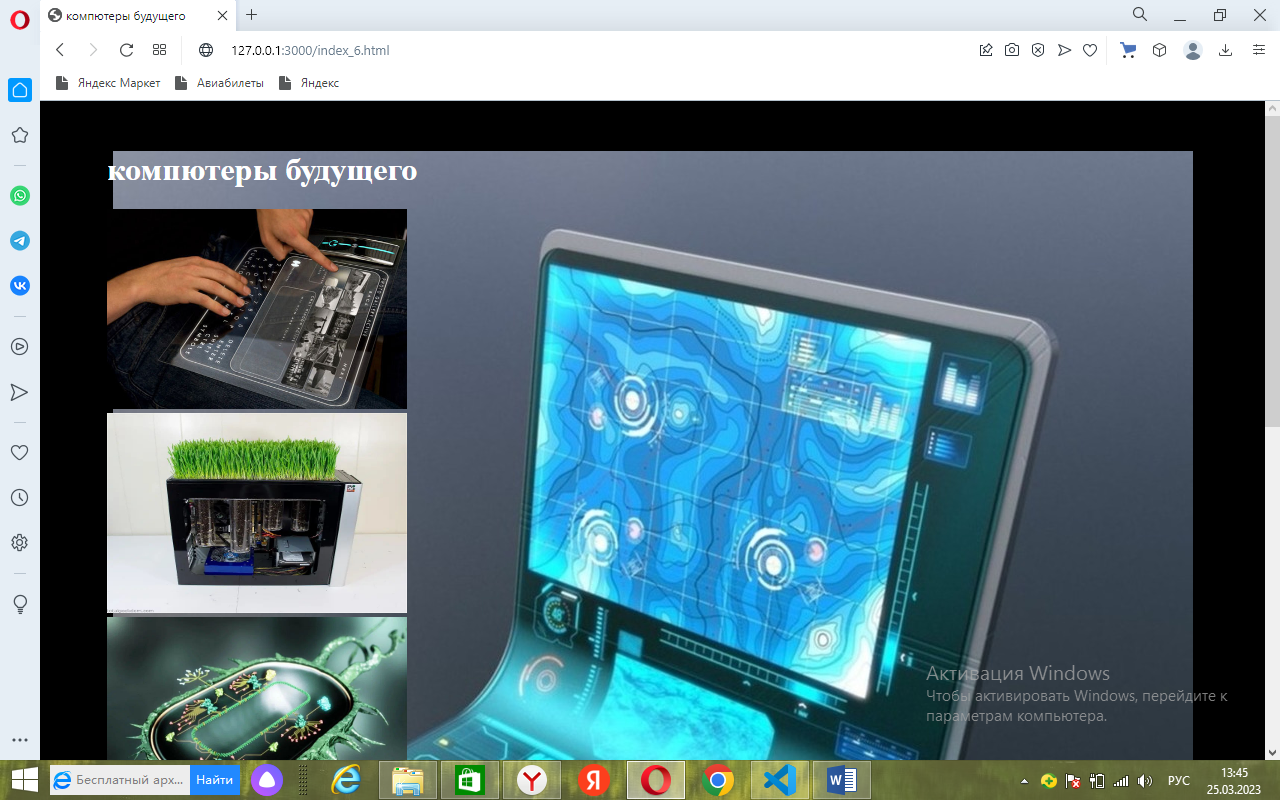 компютеры будущего
127.0.0.1:3000/index_6.html
Яндекс Маркет
Авиабилеты
Яндекс
компютеры будущего
Активация Windows
Чтобы активировать Windows, перейдите к
параметрам компьютера.
Бесплатный арх...
Найти
РУС
13:45
25.03.2023